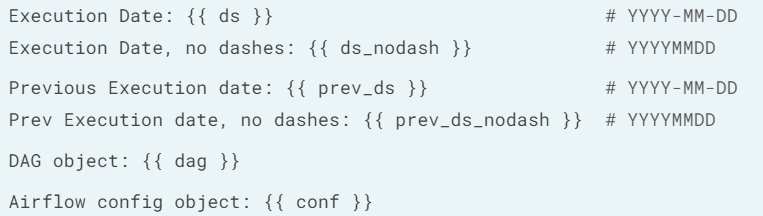 Execution Date: {{ ds }} # YYYY-MM-DD
Execution Date, no dashes: {{ ds_nodash }} # YYYYMMDD
Previous Execution date: {{ prev_ds }} # YYYY-MM-DD
Prev Execution date, no dashes: {{ prev_ds_nodash }} # YYYYMMDD
DAG object: {{ dag }}
Airflow config object: {{ conf }}